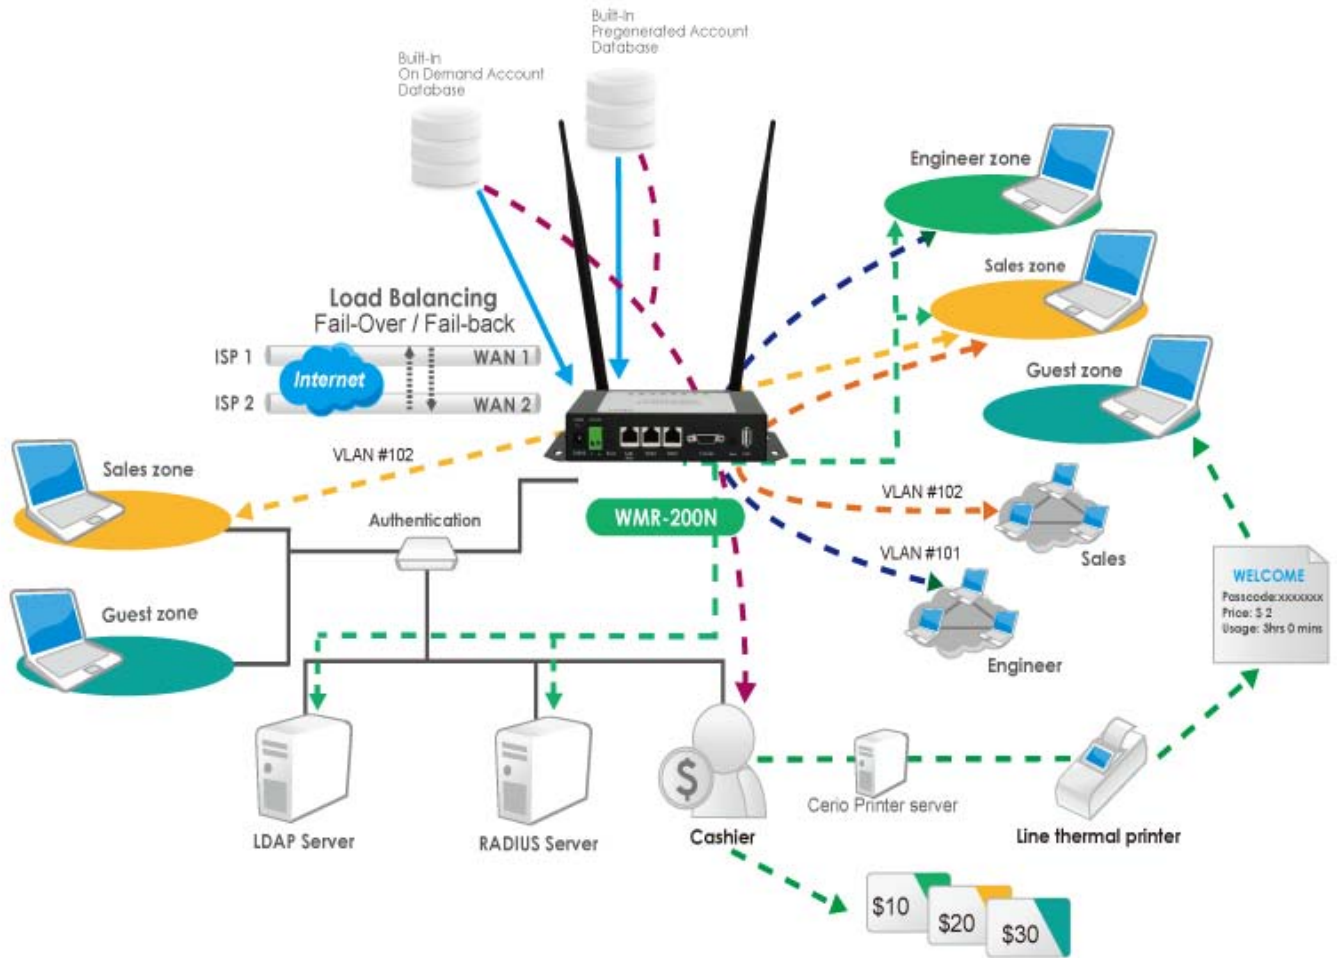 Built-In
Pregenerated Account
Database
Built-In
On Demand Account
Database
Engineer zone
Sales zone
Guest zone
Load Balancing
Fail-Over / Fail-back
ISP 1
WAN 1
Internet
ISP 2
WAN 2
VLAN #102
Sales zone
Authentication
WMR-200N
VLAN #102
Sales
VLAN #101
Engineer
Guest zone
WELCOME
Passcode:xxxxxxx
Price: $ 2
Usage: 3hrs 0 mins
LDAP Server
RADIUS Server
$
Cashier
Cerio Printer server
Line thermal printer
$10
$20
$30